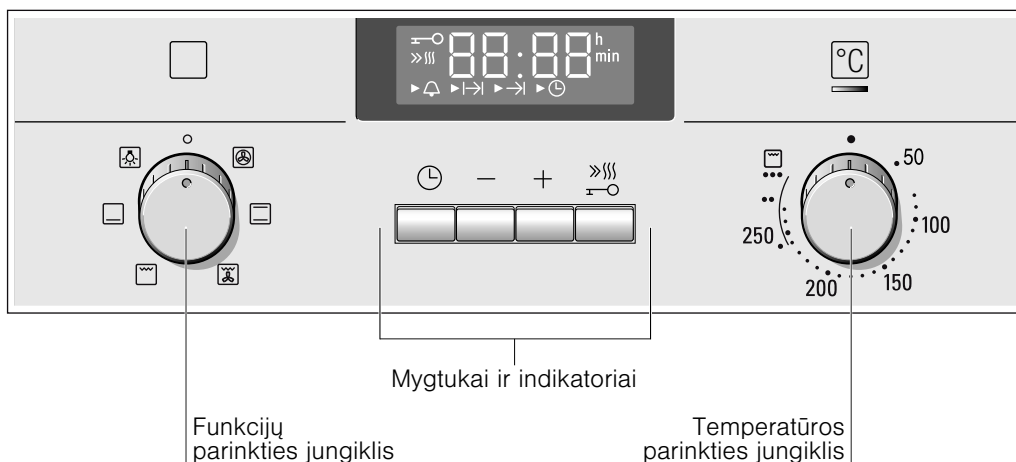 88:88 h
min
°C
50
100
150
200
250
Mygtukai ir indikatoriai
Funkcijų
parinkties jungiklis
Temperatūros
parinkties jungiklis